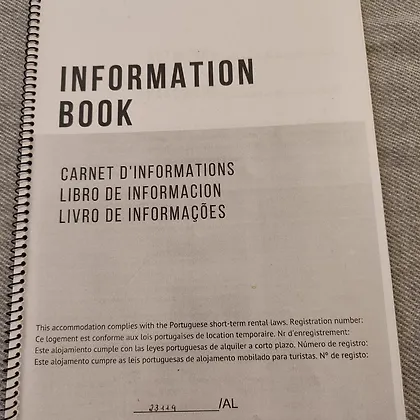 INFORMATION
BOOK
CARNET D'INFORMATIONS
LIBRO DE INFORMACION
LIVRO DE INFORMAÇÕES
This accommodation complies with the Portuguese short-term rental laws. Registration number:
Ce logement est conforme aux lois portugaises de location temporaire. Nr d'enregistrement:
Este alojamiento cumple con las leyes portuguesas de alquiler a corto plazo. Número de registro:
Este alojamento cumpre as leis portuguesas de alojamento mobilado para turistas. Nº de registo:
/AL